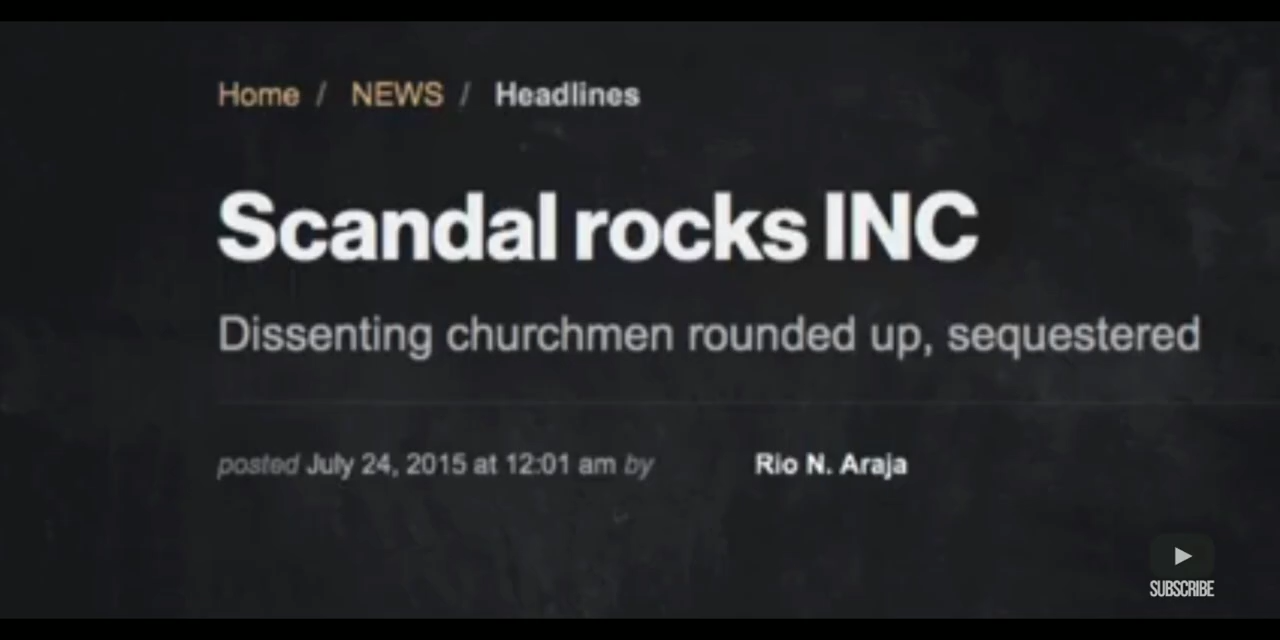 Home / NEWS / Headlines
Scandal rocks INC
Dissenting churchmen rounded up, sequestered
posted July 24, 2015 at 12:01 am by Rio N. Araja
SUBSCRIBE